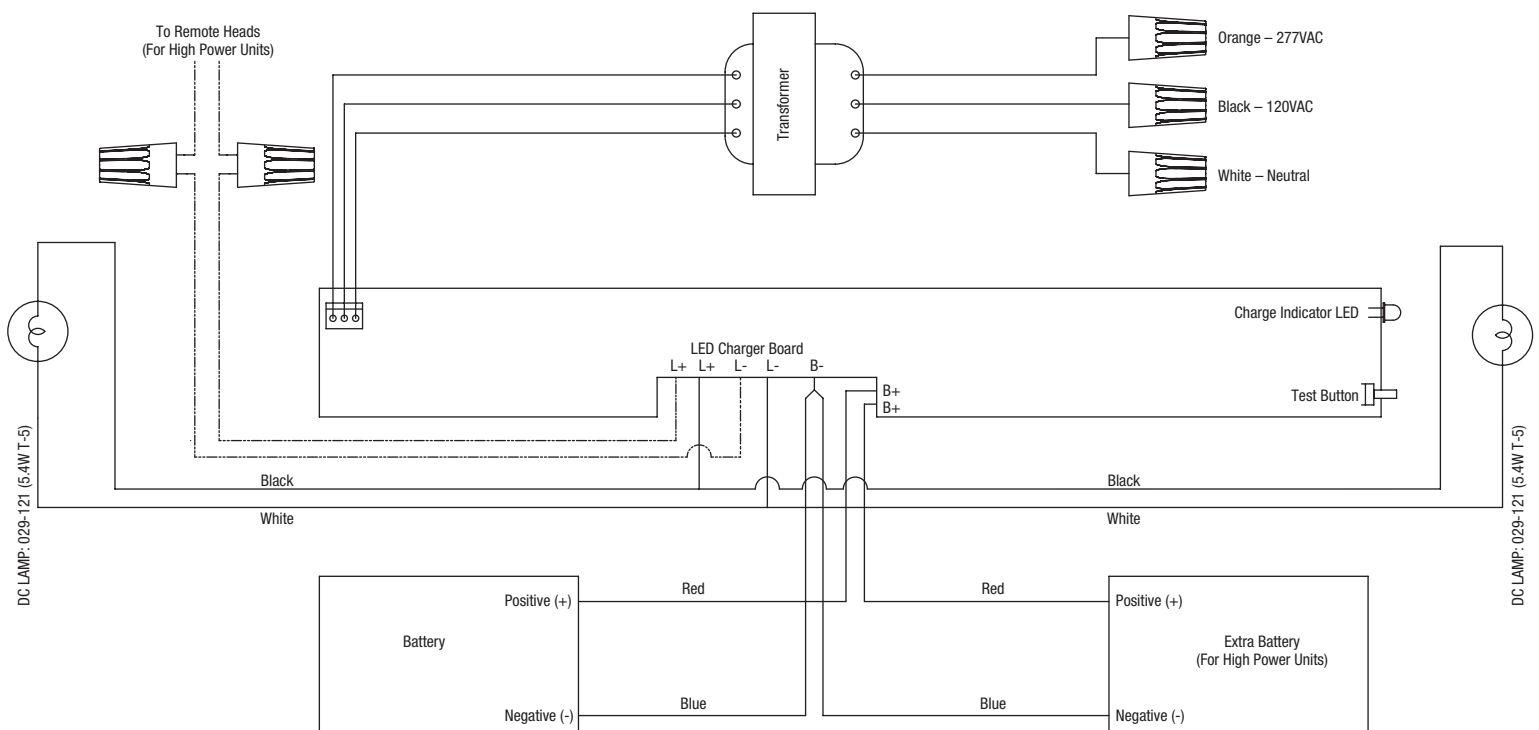 To Remote Heads
(For High Power Units)
Transformer
Orange – 277VAC
Black – 120VAC
White – Neutral
Charge Indicator LED
LED Charger Board
L+ L+ L- L- B-
B+
B+
Test Button
DC LAMP: 029-121 (5.4W T-5)
DC LAMP: 029-121 (5.4W T-5)
Black
Black
White
White
Positive (+)
Red
Red
Positive (+)
Battery
Extra Battery
(For High Power Units)
Negative (-)
Blue
Blue
Negative (-)